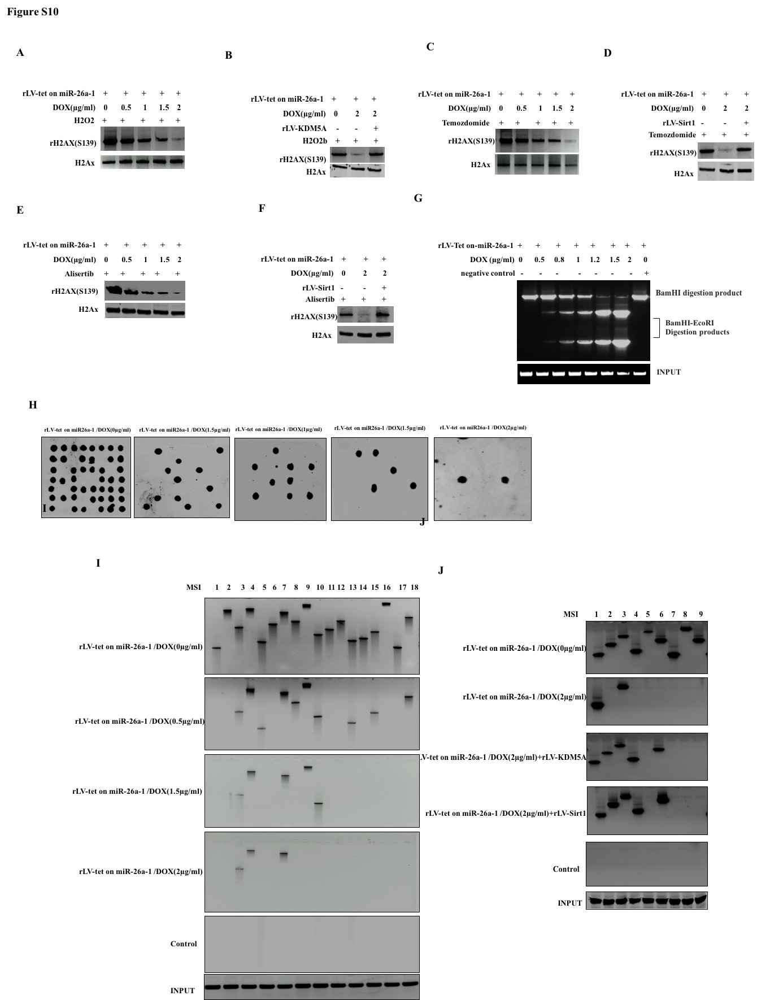 Figure S10
A
rLV-tet on miR-26a-1 + + + + +
DOX(μg/ml) 0 0.5 1 1.5 2
H2O2 + + + + +
rH2AX(S139)
H2Ax
B
rLV-tet on miR-26a-1 + + +
DOX(μg/ml) 0 2 2
rLV-KDM5A - - +
H2O2b + + +
rH2AX(S139)
H2Ax
C
rLV-tet on miR-26a-1 + + + + +
DOX(μg/ml) 0 0.5 1 1.5 2
Temozdomide + + + + +
rH2AX(S139)
H2Ax
D
rLV-tet on miR-26a-1 + + +
DOX(μg/ml) 0 2 2
rLV-Sirt1 - - +
Temozdomide + + +
rH2AX(S139)
H2Ax
E
rLV-tet on miR-26a-1 + + + + +
DOX(μg/ml) 0 0.5 1 1.5 2
Alisertib + + + + +
rH2AX(S139)
H2Ax
F
rLV-tet on miR-26a-1 + + +
DOX(μg/ml) 0 2 2
rLV-Sirt1 - - +
Alisertib + + +
rH2AX(S139)
H2Ax
G
rLV-Tet on-miR-26a-1 + + + + + + + +
DOX (μg/ml) 0 0.5 0.8 1 1.2 1.5 2 0
negative control - - - - - - - +
BamHI digestion product
BamHI-EcoRI
Digestion products
INPUT
H
rLV-tet on miR26a-1 /DOX(0μg/ml)
rLV-tet on miR26a-1 /DOX(1.5μg/ml)
rLV-tet on miR26a-1 /DOX(1μg/ml)
rLV-tet on miR26a-1 /DOX(1.5μg/ml)
rLV-tet on miR26a-1 /DOX(2μg/ml)
I
J
I
MSI 1 2 3 4 5 6 7 8 9 10 11 12 13 14 15 16 17 18
rLV-tet on miR-26a-1 /DOX(0μg/ml)
rLV-tet on miR-26a-1 /DOX(0.5μg/ml)
rLV-tet on miR-26a-1 /DOX(1.5μg/ml)
rLV-tet on miR-26a-1 /DOX(2μg/ml)
Control
INPUT
J
MSI 1 2 3 4 5 6 7 8 9
rLV-tet on miR-26a-1 /DOX(0μg/ml)
rLV-tet on miR-26a-1 /DOX(2μg/ml)
LV-tet on miR-26a-1 /DOX(2μg/ml)+rLV-KDM5A
rLV-tet on miR-26a-1 /DOX(2μg/ml)+rLV-Sirt1
Control
INPUT